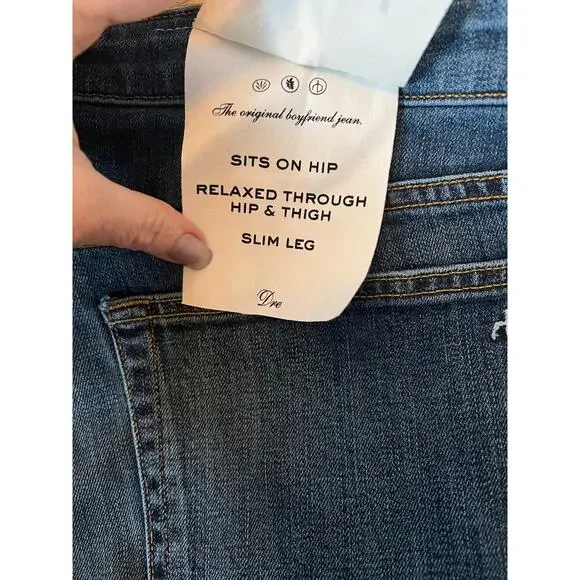 The original boyfriend jean.
SITS ON HIP
RELAXED THROUGH
HIP & THIGH
SLIM LEG
Dre